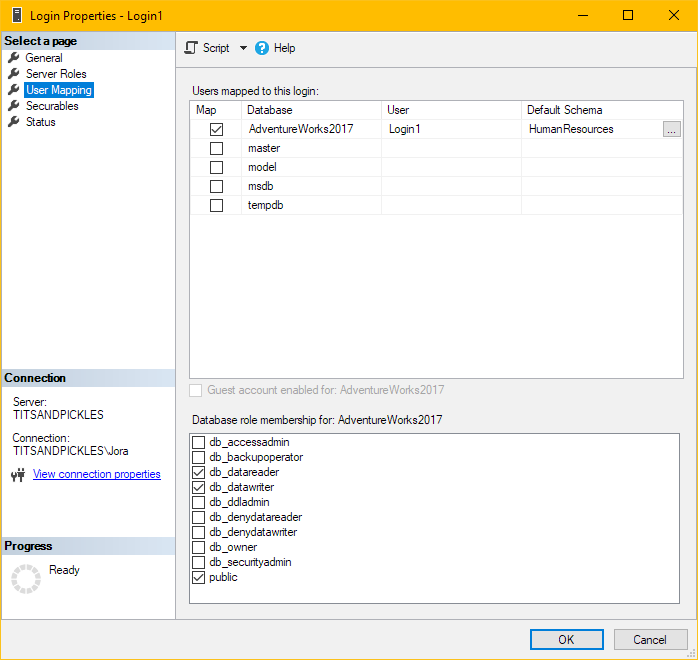 Login Properties - Login1
Select a page
General
Server Roles
User Mapping
Securables
Status
Script Help
Users mapped to this login:
Map Database User Default Schema
AdventureWorks2017 Login1 HumanResources ...
master
model
msdb
tempdb
Guest account enabled for: AdventureWorks2017
Database role membership for: AdventureWorks2017
db_accessadmin
db_backupoperator
db_datareader
db_datawriter
db_ddladmin
db_denydatareader
db_denydatawriter
db_owner
db_securityadmin
public
Connection
Server:
TITSANDPICKLES
Connection:
TITSANDPICKLES\Jora
View connection properties
Progress
Ready
OK Cancel